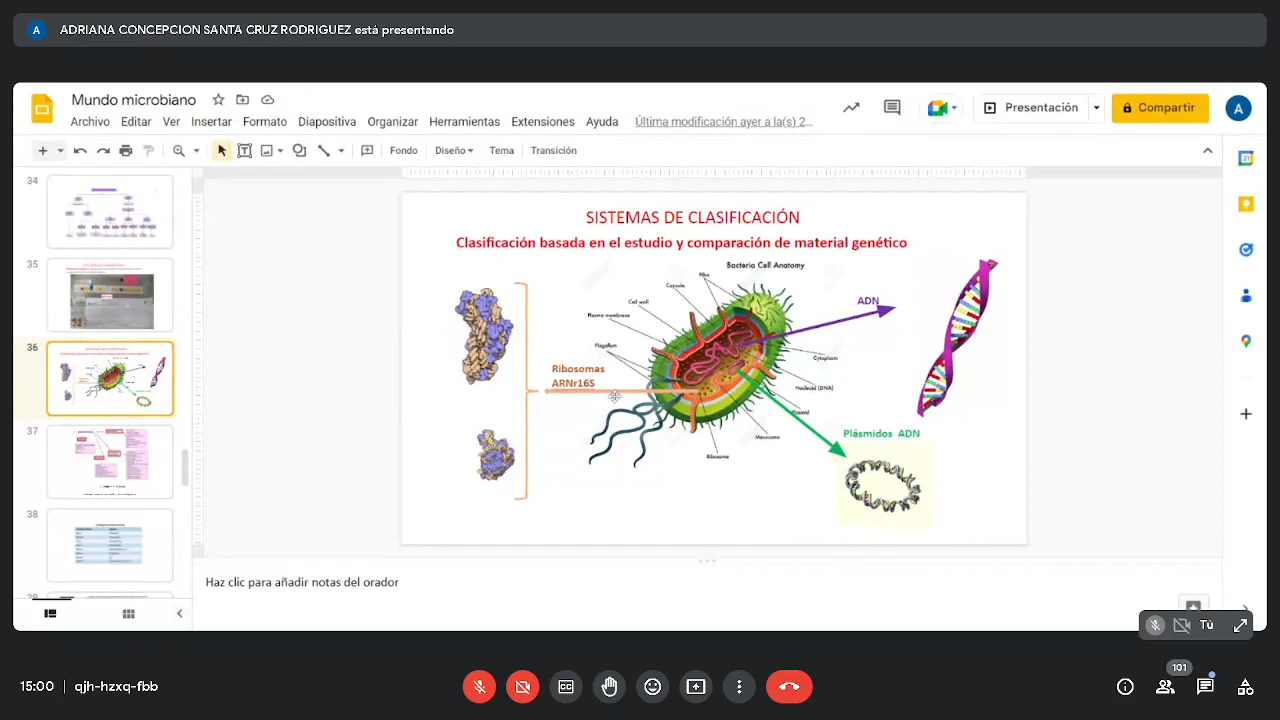 A ADRIANA CONCEPCION SANTA CRUZ RODRIGUEZ está presentando
Mundo microbiano
Presentación
Compartir
A
Archivo Editar Ver Insertar Formato Diapositiva Organizar Herramientas Extensiones Ayuda Última modificación ayer a la(s) 2…
Fondo Diseño Tema Transición
34
35
36
37
38
SISTEMAS DE CLASIFICACIÓN
Clasificación basada en el estudio y comparación de material genético
Bacteria Cell Anatomy
Pilus
Capsule
Cell wall
Plasma membrane
Flagellum
ADN
Cytoplasm
Ribosomas
ARNr16S
Nucleoid (DNA)
Plasmid
Mesosome
Ribosome
Plásmidos ADN
Haz clic para añadir notas del orador
Tú
101
15:00 | qjh-hzxq-fbb